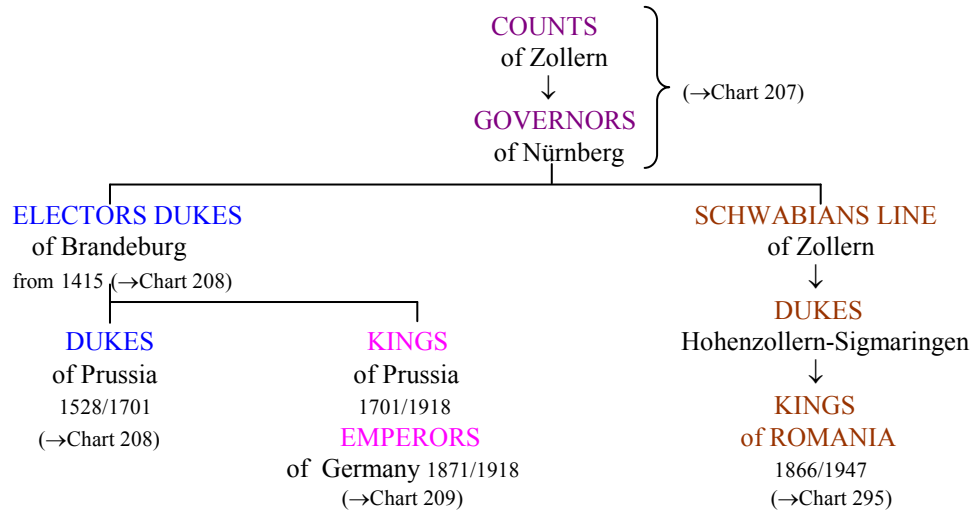 COUNTS
of Zollern
↓
(→Chart 207)
GOVERNORS
of Nürnberg
ELECTORS DUKES
of Brandeburg
from 1415 (→Chart 208)
DUKES
of Prussia
1528/1701
(→Chart 208)
KINGS
of Prussia
1701/1918
EMPERORS
of Germany 1871/1918
(→Chart 209)
SCHWABIANS LINE
of Zollern
↓
DUKES
Hohenzollern-Sigmaringen
↓
KINGS
of ROMANIA
1866/1947
(→Chart 295)